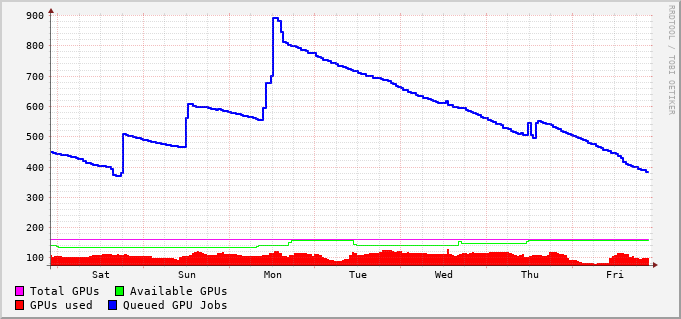 900
800
700
600
500
400
300
200
100
Sat Sun Mon Tue Wed Thu Fri
Total GPUs Available GPUs
GPUs used Queued GPU Jobs
RRDTOOL / TOBI OETIKER